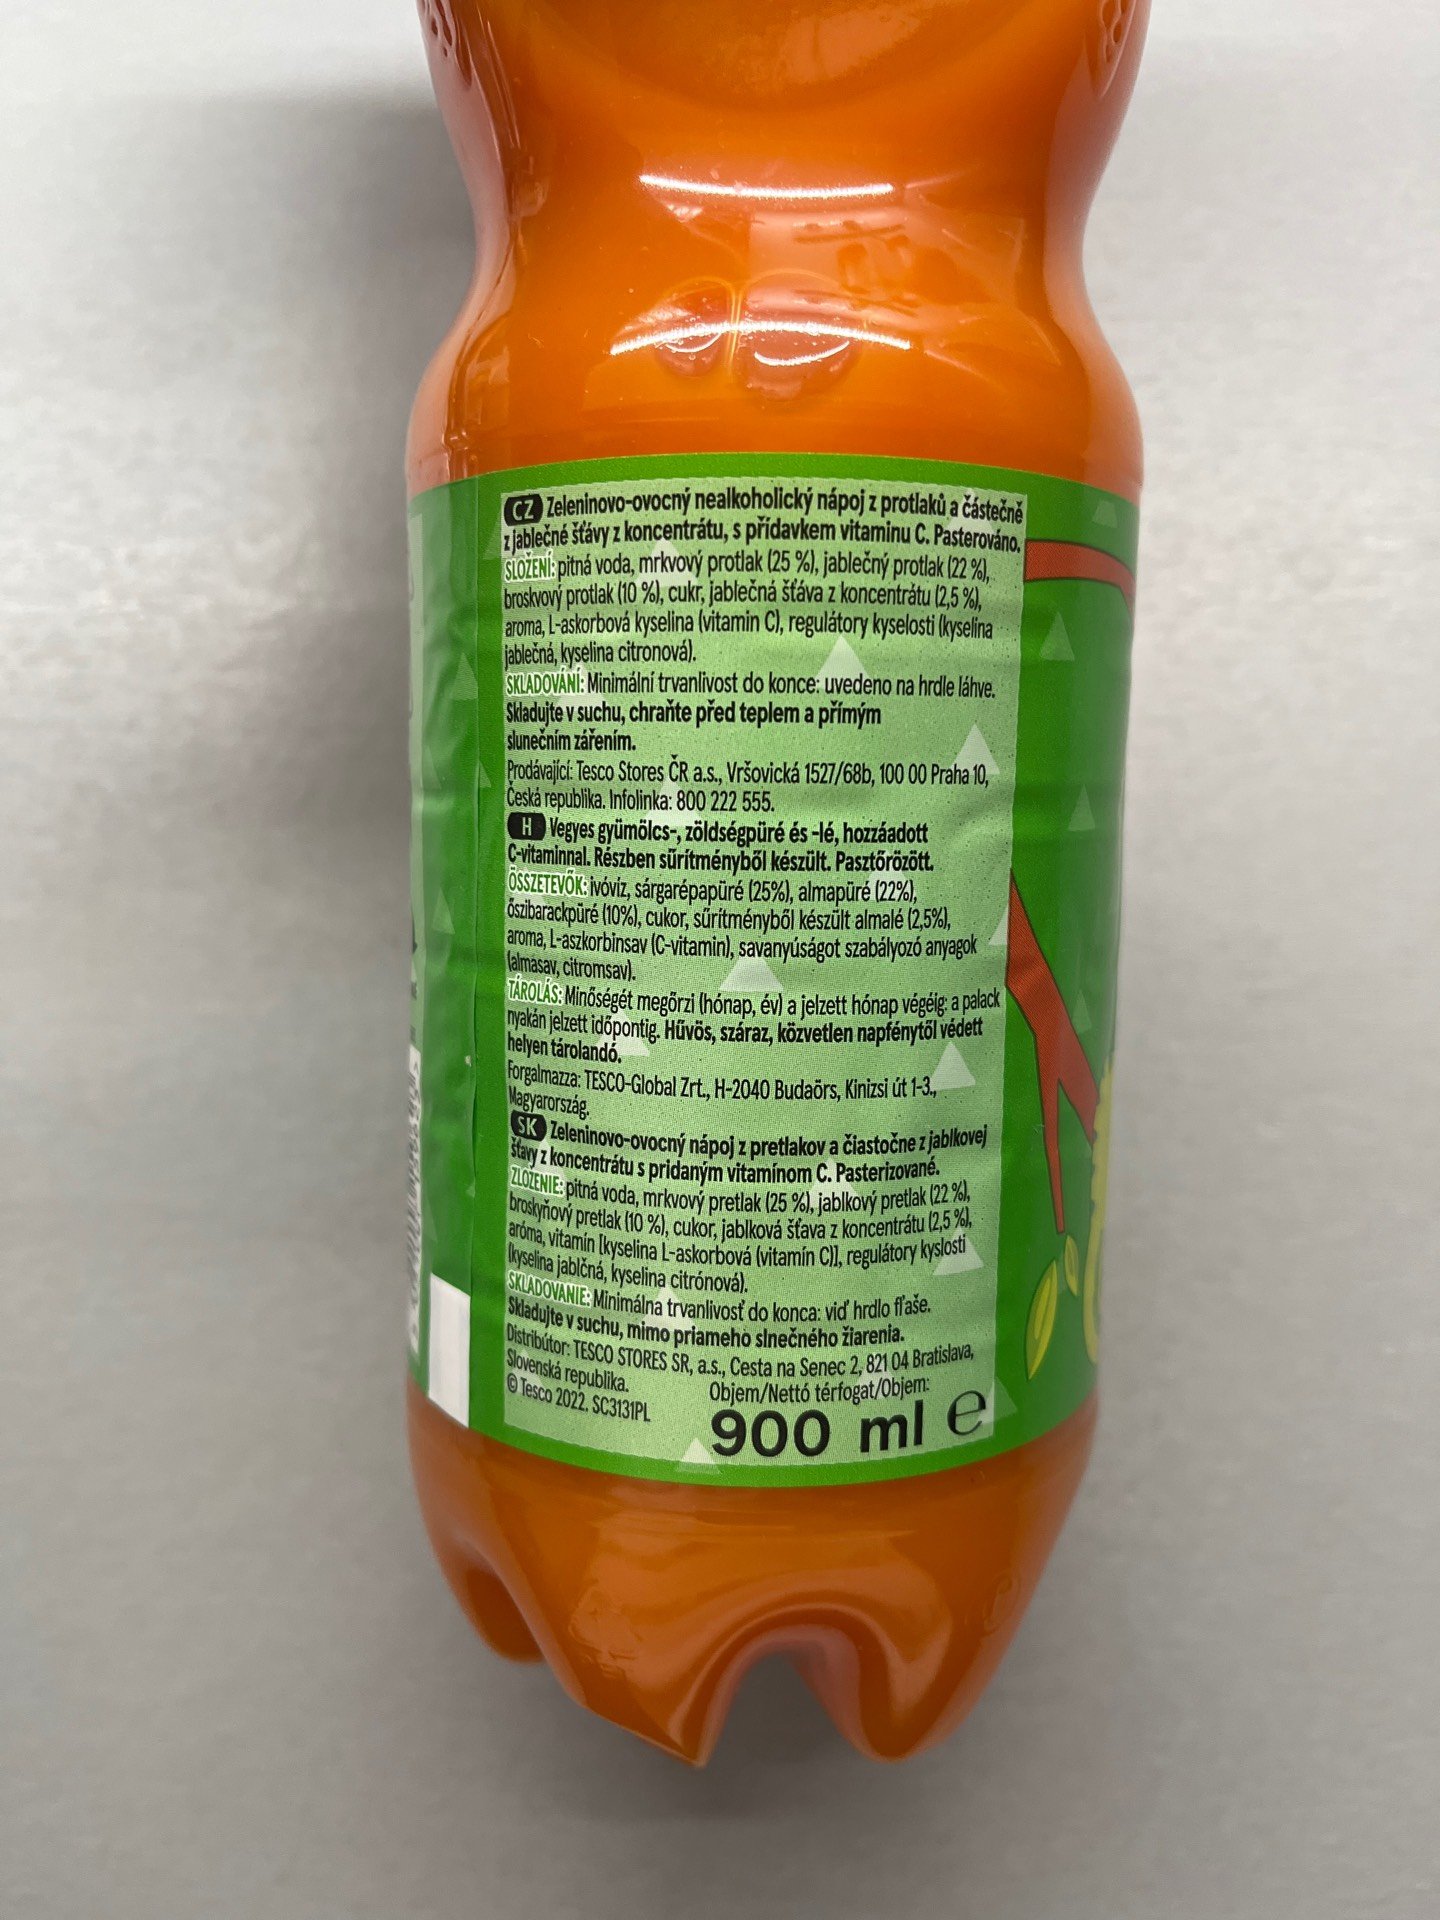 CZ Zeleninovo-ovocný nealkoholický nápoj z protlaků a částečně
z jablečné šťávy z koncentrátu, s přídavkem vitaminu C. Pasterováno.
SLOŽENÍ: pitná voda, mrkvový protlak (25 %), jablečný protlak (22 %),
broskvový protlak (10 %), cukr, jablečná šťáva z koncentrátu (2,5 %),
aroma, L-askorbová kyselina (vitamin C), regulátory kyselosti (kyselina
jablečná, kyselina citronová).
SKLADOVÁNÍ: Minimální trvanlivost do konce: uvedeno na hrdle láhve.
Skladujte v suchu, chraňte před teplem a přímým
slunečním zářením.
Prodávající: Tesco Stores ČR a.s., Vršovická 1527/68b, 100 00 Praha 10,
Česká republika. Infolinka: 800 222 555.
H Vegyes gyümölcs-, zöldségpüré és -lé, hozzáadott
C-vitaminnal. Részben sűrítményből készült. Pasztőrözött.
ÖSSZETEVŐK: ivóvíz, sárgarépapüré (25%), almapüré (22%),
őszibarackpüré (10%), cukor, sűrítményből készült almalé (2,5%),
aroma, L-aszkorbinsav (C-vitamin), savanyúságot szabályozó anyagok
(almasav, citromsav).
TÁROLÁS: Minőségét megőrzi (hónap, év) a jelzett hónap végéig: a palack
nyakán jelzett időpontig. Hűvös, száraz, közvetlen napfénytől védett
helyen tárolandó.
Forgalmazza: TESCO-Global Zrt., H-2040 Budaörs, Kinizsi út 1-3.,
Magyarország.
SK Zeleninovo-ovocný nápoj z pretlakov a čiastočne z jablkovej
šťavy z koncentrátu s pridaným vitamínom C. Pasterizované.
ZLOŽENIE: pitná voda, mrkvový pretlak (25 %), jablkový pretlak (22 %),
broskyňový pretlak (10 %), cukor, jablková šťava z koncentrátu (2,5 %),
aróma, vitamín [kyselina L-askorbová (vitamín C)], regulátory kyslosti
(kyselina jablčná, kyselina citrónová).
SKLADOVANIE: Minimálna trvanlivosť do konca: viď hrdlo fľaše.
Skladujte v suchu, mimo priameho slnečného žiarenia.
Distribútor: TESCO STORES SR, a.s., Cesta na Senec 2, 821 04 Bratislava,
Slovenská republika.
© Tesco 2022. SC3131PL
Objem/Nettó térfogat/Objem:
900 ml e